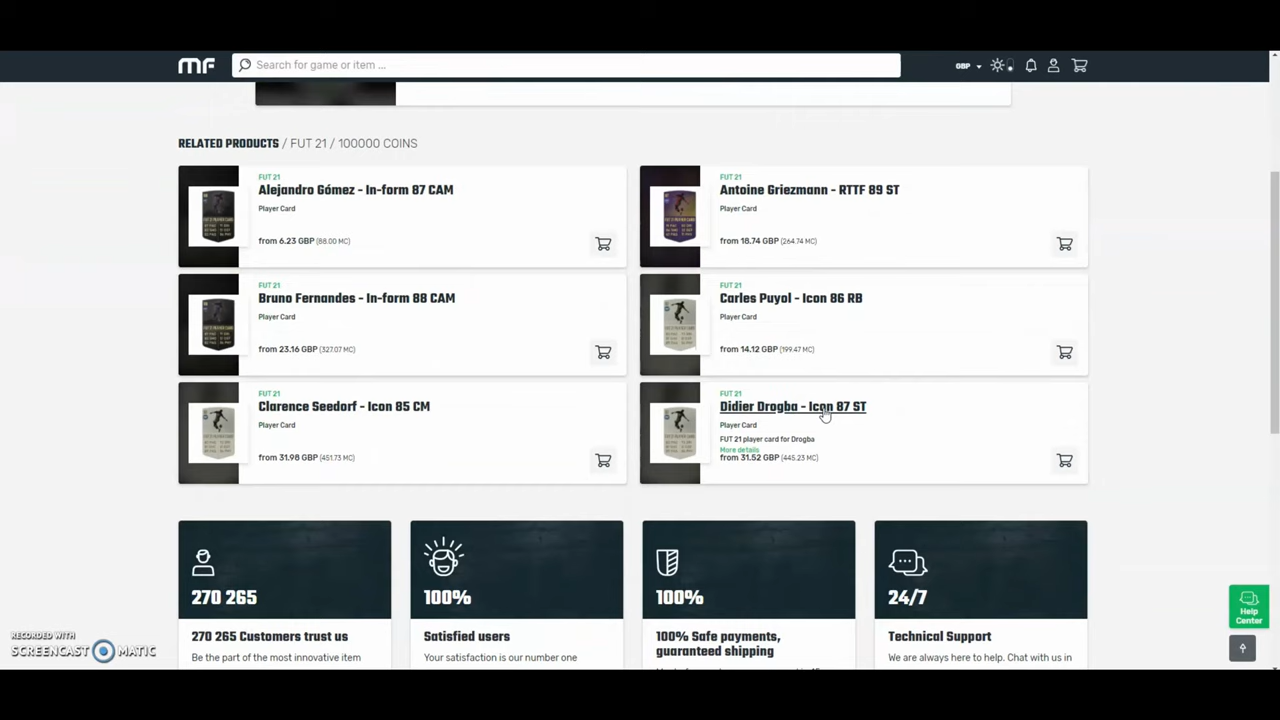 MF
Search for game or item ...
GBP
RELATED PRODUCTS / FUT 21 / 100000 COINS
FUT 21
Alejandro Gómez - In-form 87 CAM
Player Card
from 6.23 GBP (88.00 MC)
FUT 21
Antoine Griezmann - RTTF 89 ST
Player Card
from 18.74 GBP (264.74 MC)
FUT 21
Bruno Fernandes - In-form 88 CAM
Player Card
from 23.16 GBP (327.07 MC)
FUT 21
Carles Puyol - Icon 86 RB
Player Card
from 14.12 GBP (199.47 MC)
FUT 21
Clarence Seedorf - Icon 85 CM
Player Card
from 31.98 GBP (451.73 MC)
FUT 21
Didier Drogba - Icon 87 ST
Player Card
FUT 21 player card for Drogba
More details
from 31.52 GBP (445.23 MC)
270 265
270 265 Customers trust us
Be the part of the most innovative item
100%
Satisfied users
Your satisfaction is our number one
100%
100% Safe payments,
guaranteed shipping
24/7
Technical Support
We are always here to help. Chat with us in
Help
Center
RECORDED WITH
SCREENCAST MATIC